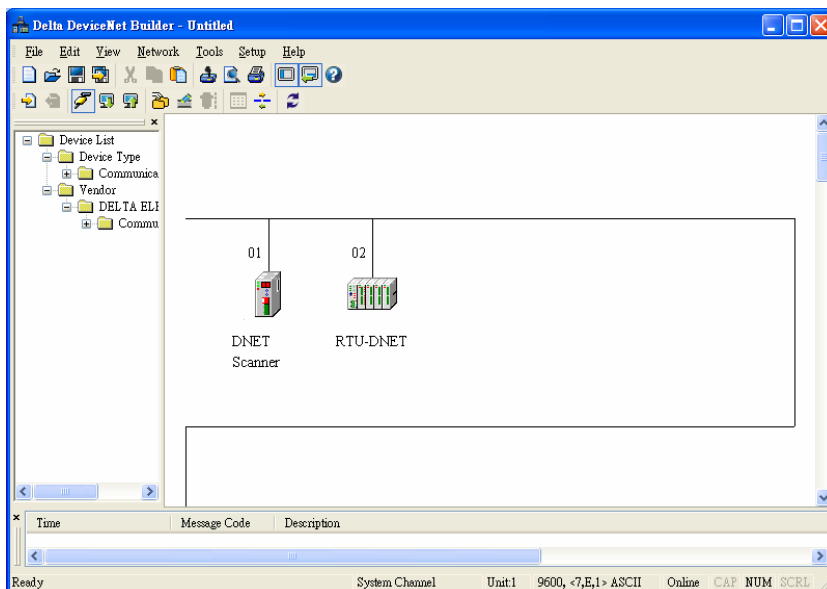 Delta DeviceNet Builder - Untitled
File Edit View Network Tools Setup Help
Device List
Device Type
Communica
Vendor
DELTA ELI
Commu
01 02
DNET Scanner
RTU-DNET
Time Message Code Description
Ready System Channel Unit:1 9600, <7,E,1> ASCII Online CAP NUM SCRL